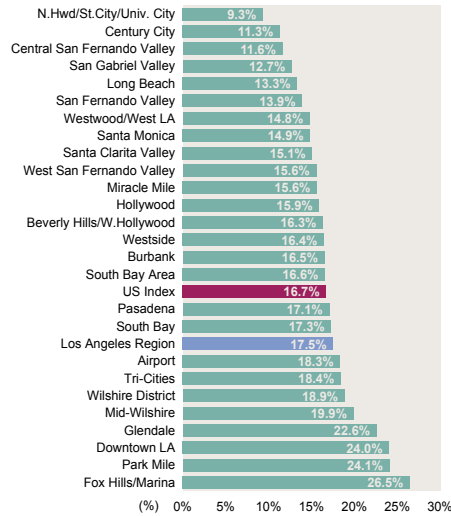 N.Hwd/St.City/Univ. City 9.3%
Century City 11.3%
Central San Fernando Valley 11.6%
San Gabriel Valley 12.7%
Long Beach 13.3%
San Fernando Valley 13.9%
Westwood/West LA 14.8%
Santa Monica 14.9%
Santa Clarita Valley 15.1%
West San Fernando Valley 15.6%
Miracle Mile 15.6%
Hollywood 15.9%
Beverly Hills/W.Hollywood 16.3%
Westside 16.4%
Burbank 16.5%
South Bay Area 16.6%
US Index 16.7%
Pasadena 17.1%
South Bay 17.3%
Los Angeles Region 17.5%
Airport 18.3%
Tri-Cities 18.4%
Wilshire District 18.9%
Mid-Wilshire 19.9%
Glendale 22.6%
Downtown LA 24.0%
Park Mile 24.1%
Fox Hills/Marina 26.5%
(%) 0% 5% 10% 15% 20% 25% 30%